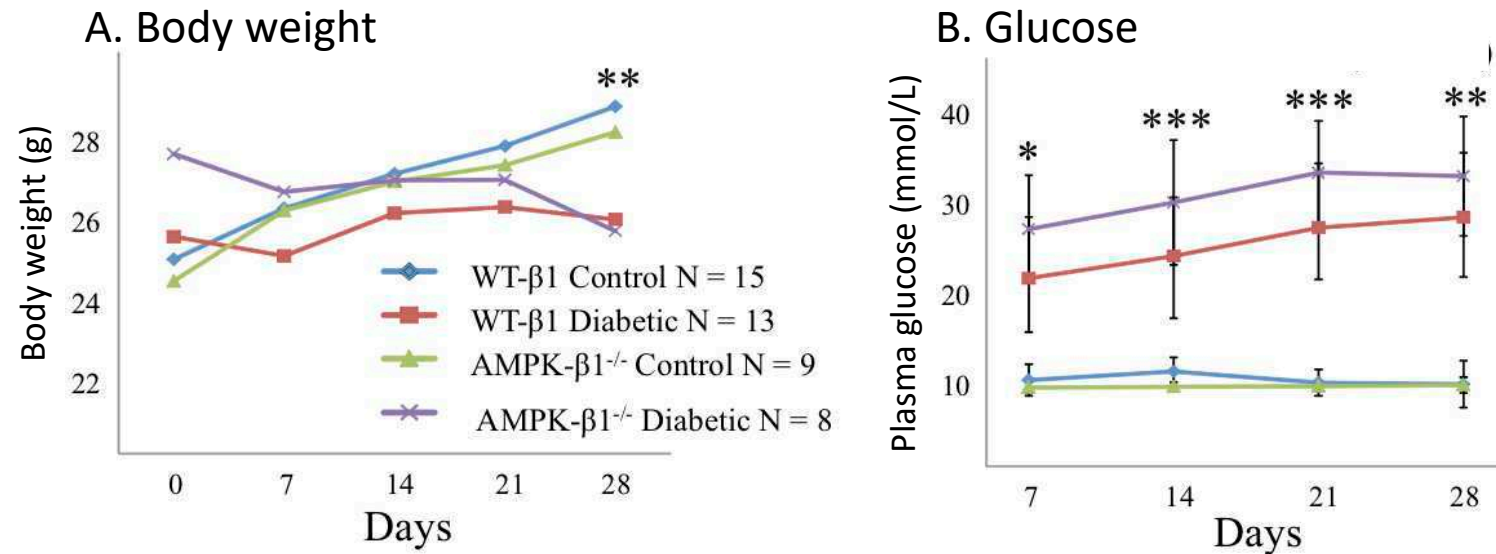 A. Body weight
**
Body weight (g)
28
26
24
22
WT-β1 Control N = 15
WT-β1 Diabetic N = 13
AMPK-β1⁻/⁻ Control N = 9
AMPK-β1⁻/⁻ Diabetic N = 8
0 7 14 21 28
Days
B. Glucose
)
* *** *** **
Plasma glucose (mmol/L)
40
30
20
10
7 14 21 28
Days